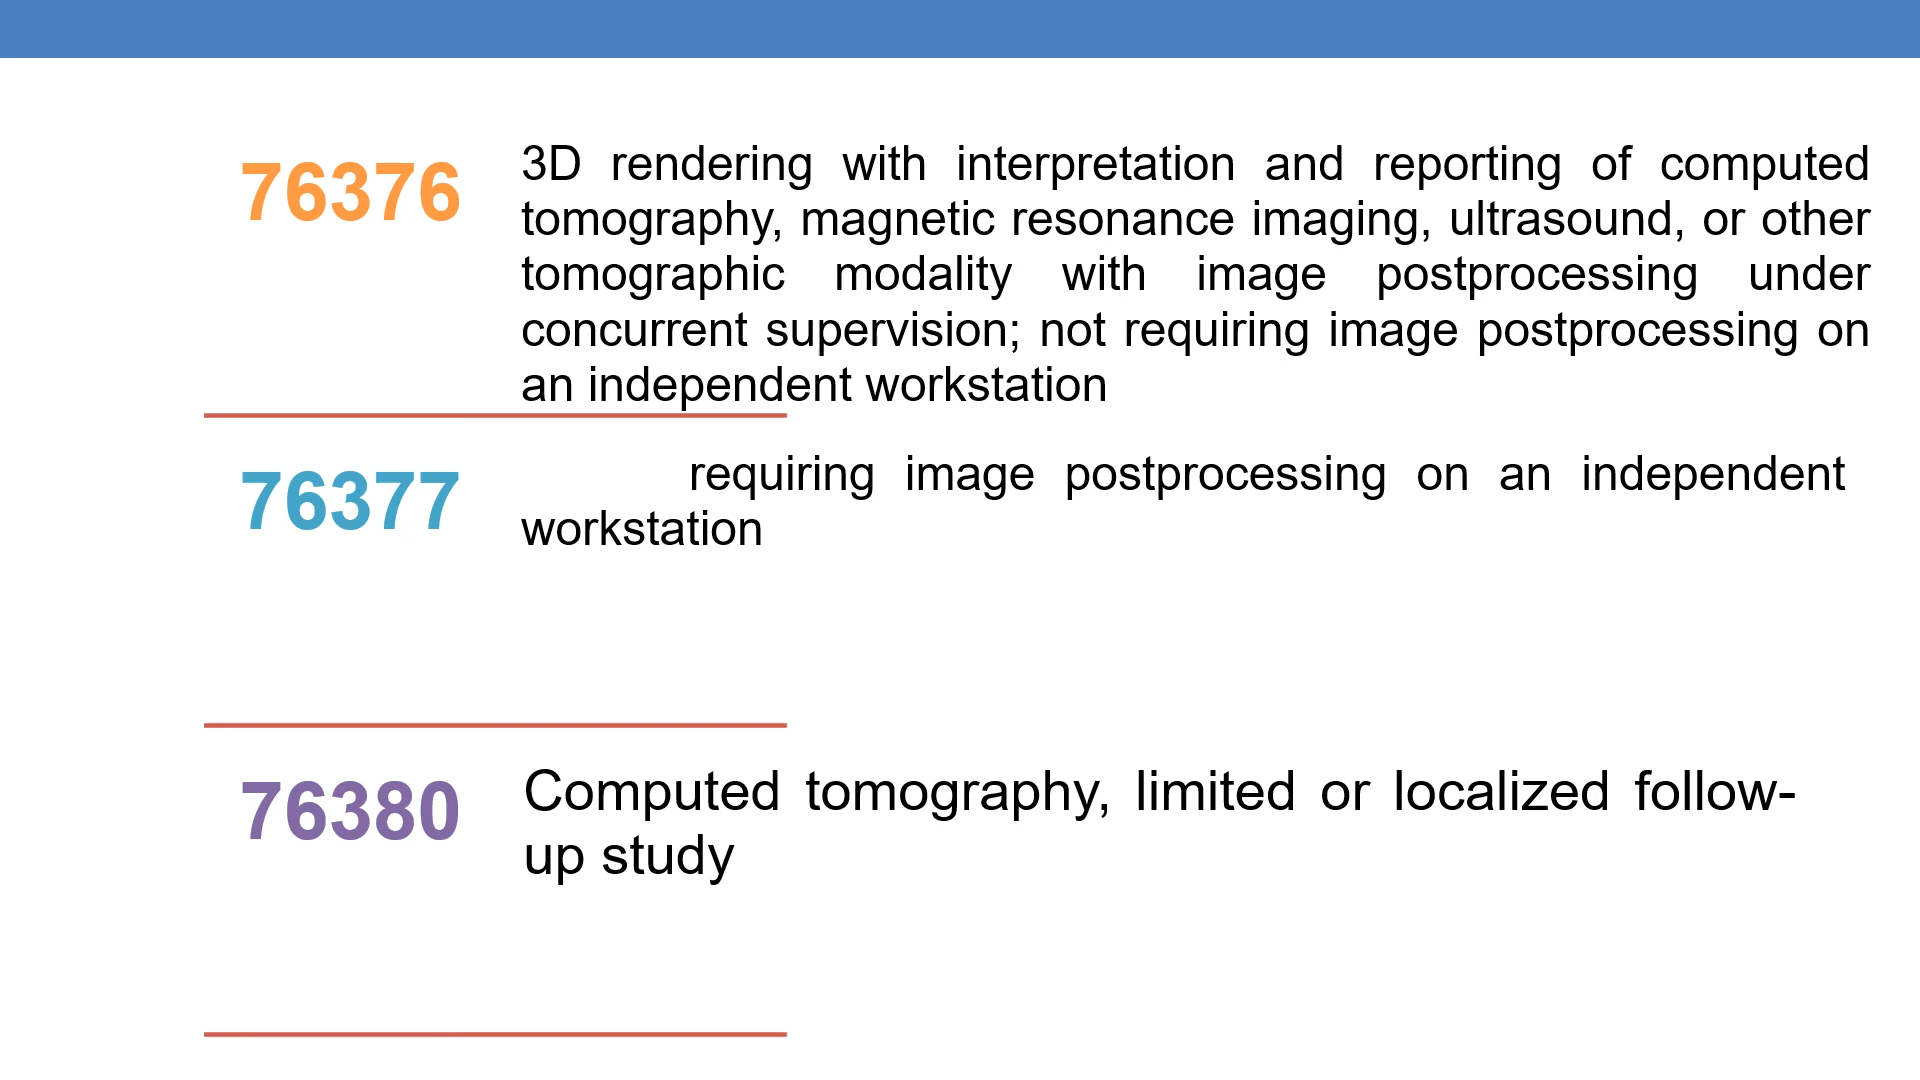 76376
3D rendering with interpretation and reporting of computed
tomography, magnetic resonance imaging, ultrasound, or other
tomographic modality with image postprocessing under
concurrent supervision; not requiring image postprocessing on
an independent workstation
76377
requiring image postprocessing on an independent
workstation
76380
Computed tomography, limited or localized follow-
up study